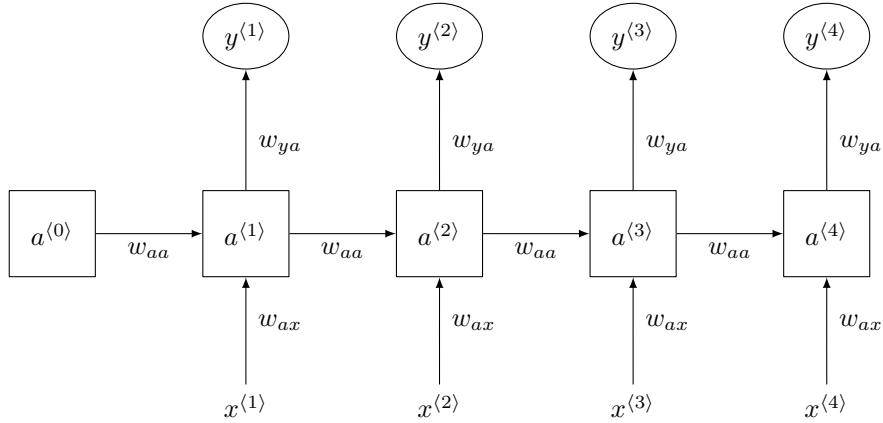 y⟨1⟩ y⟨2⟩ y⟨3⟩ y⟨4⟩
w_ya w_ya w_ya w_ya
a⟨0⟩ a⟨1⟩ a⟨2⟩ a⟨3⟩ a⟨4⟩
w_aa w_aa w_aa w_aa
w_ax w_ax w_ax w_ax
x⟨1⟩ x⟨2⟩ x⟨3⟩ x⟨4⟩